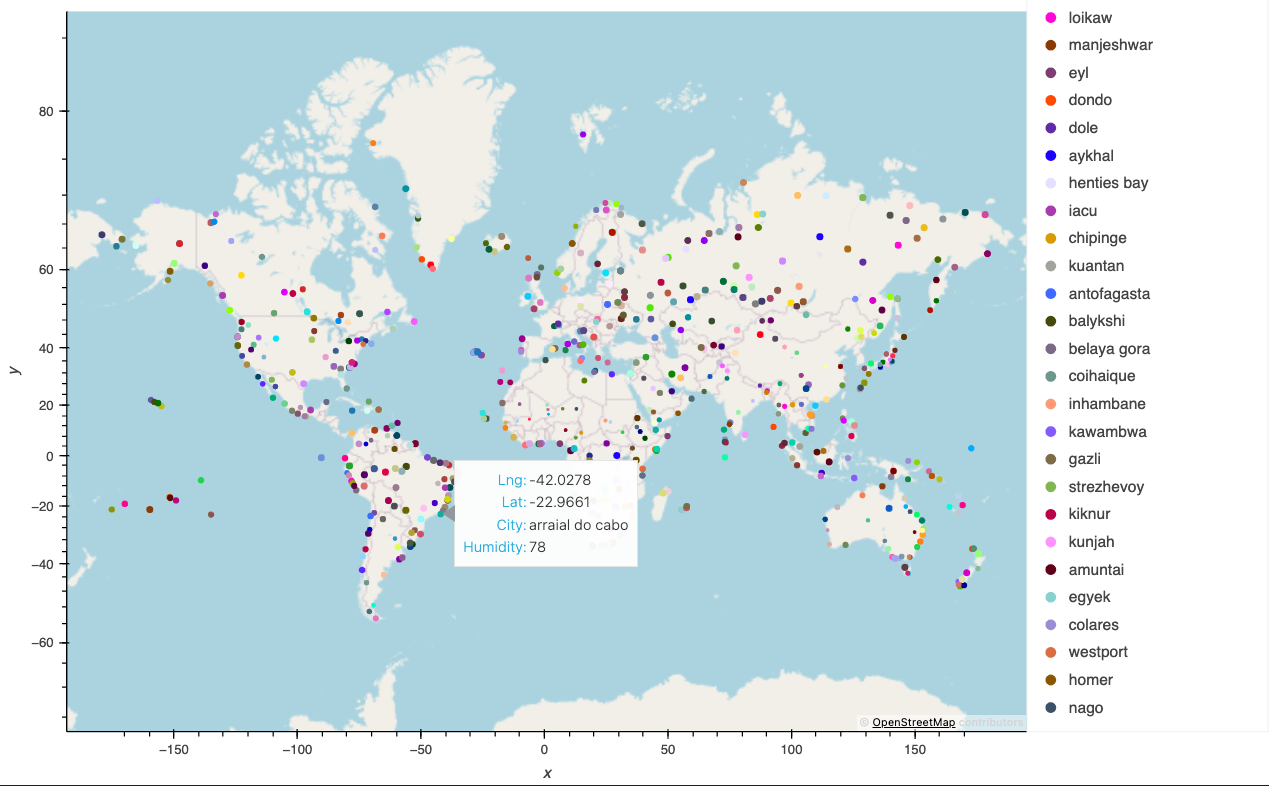 80
60
40
20
0
−20
−40
−60
y
−150
−100
−50
0
50
100
150
x
Lng: -42.0278
Lat: -22.9661
City: arraial do cabo
Humidity: 78
© OpenStreetMap contributors
loikaw
manjeshwar
eyl
dondo
dole
aykhal
henties bay
iacu
chipinge
kuantan
antofagasta
balykshi
belaya gora
coihaique
inhambane
kawambwa
gazli
strezhevoy
kiknur
kunjah
amuntai
egyek
colares
westport
homer
nago